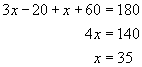 3x − 20 + x + 60 = 180
4x = 140
x = 35